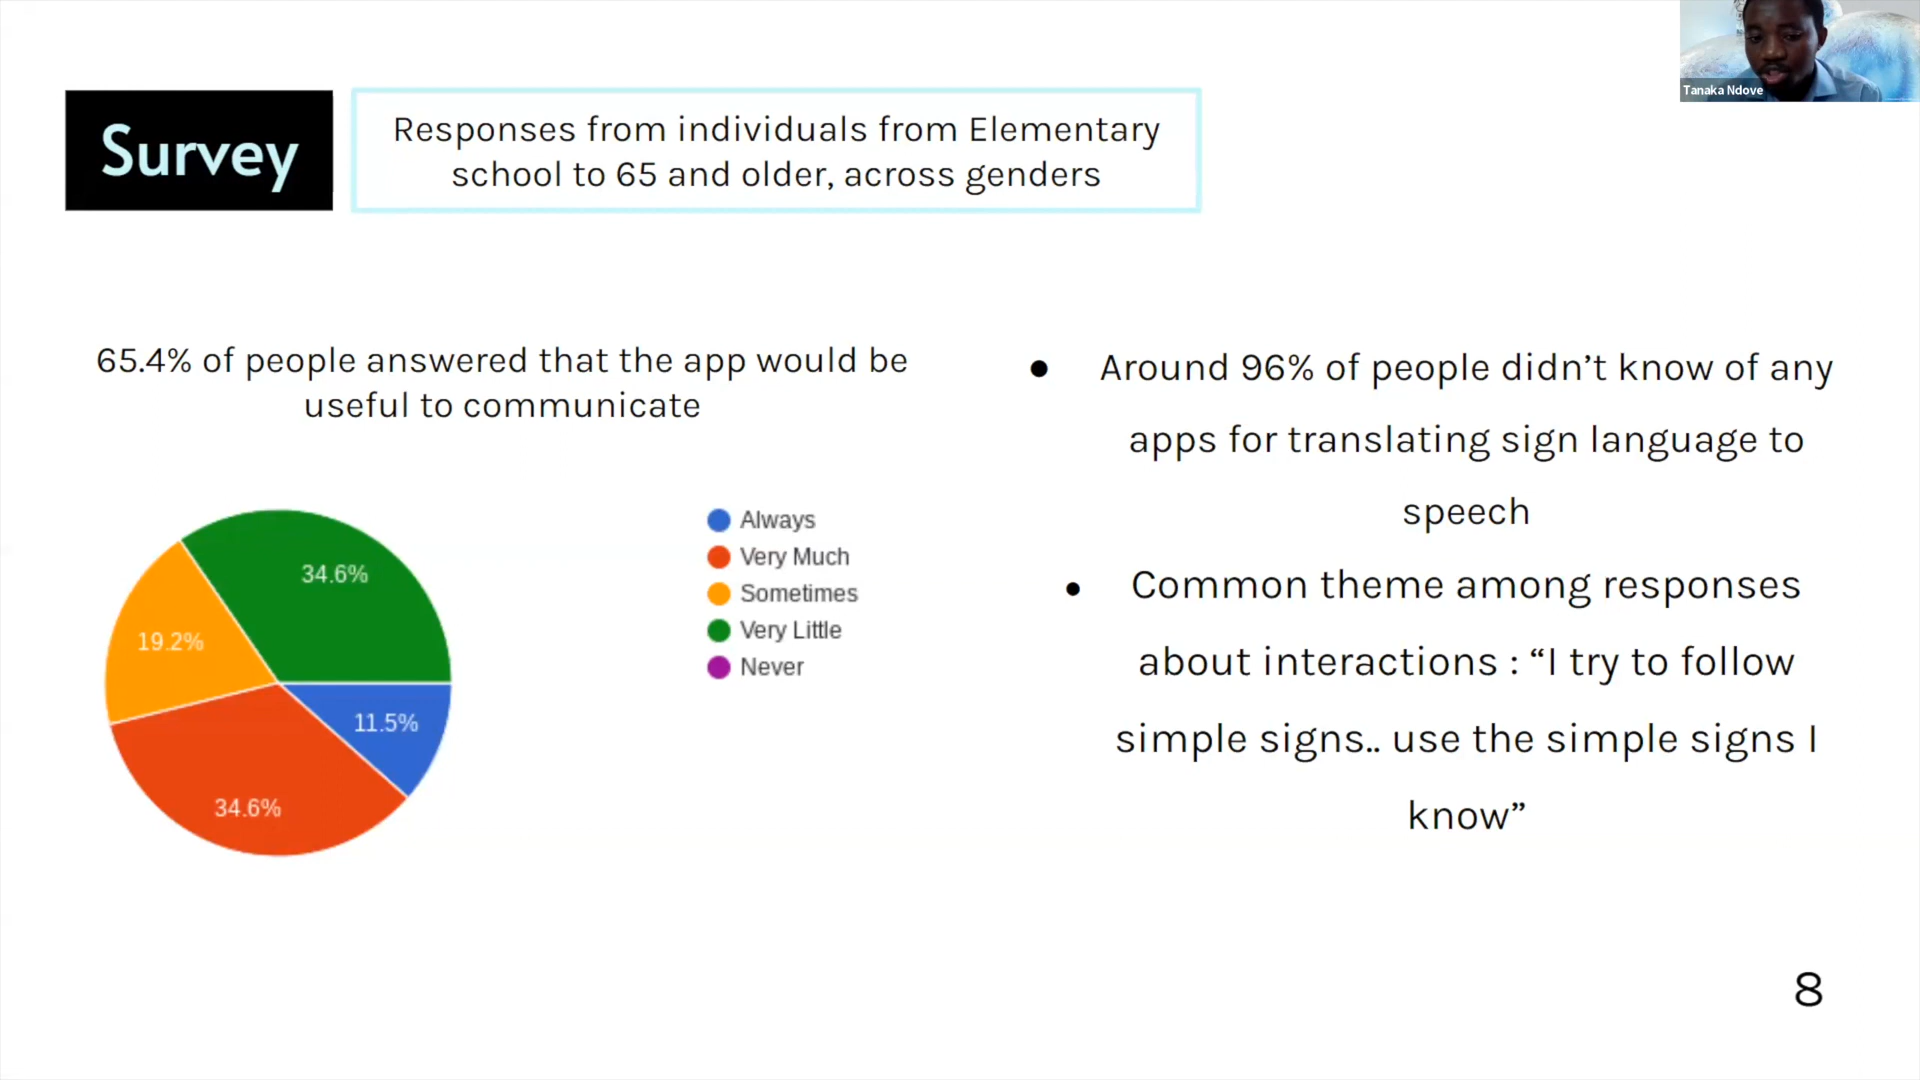 Tanaka Ndove
Survey
Responses from individuals from Elementary
school to 65 and older, across genders
65.4% of people answered that the app would be
useful to communicate
34.6%
19.2%
11.5%
34.6%
Always
Very Much
Sometimes
Very Little
Never
● Around 96% of people didn’t know of any
apps for translating sign language to
speech
● Common theme among responses
about interactions : “I try to follow
simple signs.. use the simple signs I
know”
8